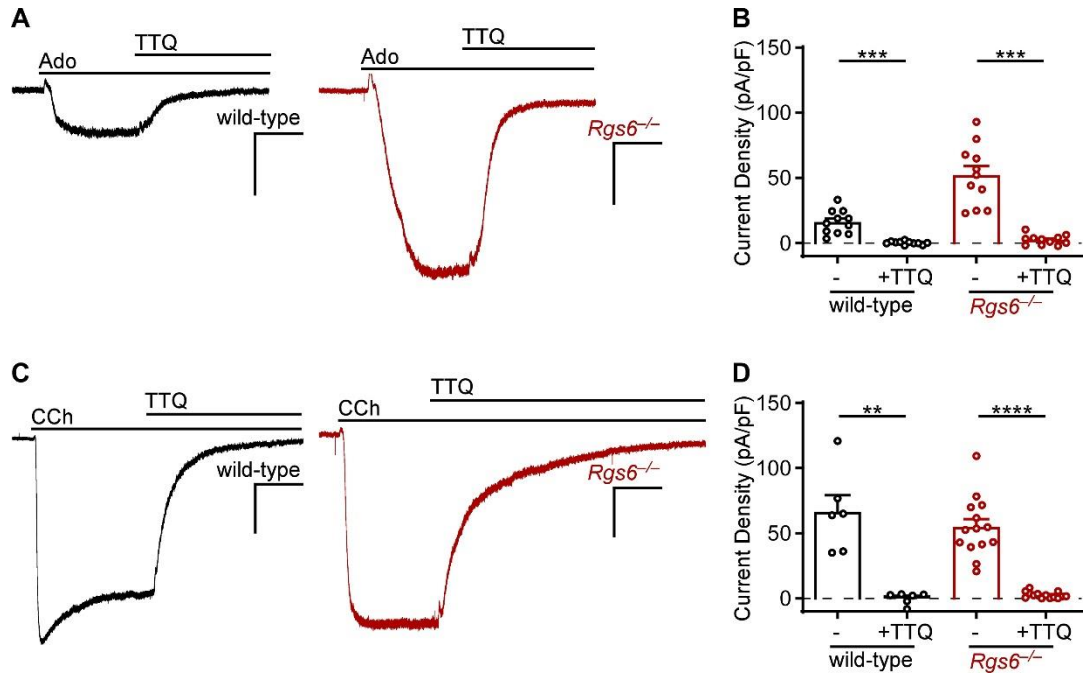 A
TTQ
Ado
wild-type
TTQ
Ado
Rgs6–/–
B
Current Density (pA/pF)
150
100
50
0
*** ***
- +TTQ - +TTQ
wild-type Rgs6–/–
C
TTQ
CCh
wild-type
TTQ
CCh
Rgs6–/–
D
Current Density (pA/pF)
150
100
50
0
** ****
- +TTQ - +TTQ
wild-type Rgs6–/–